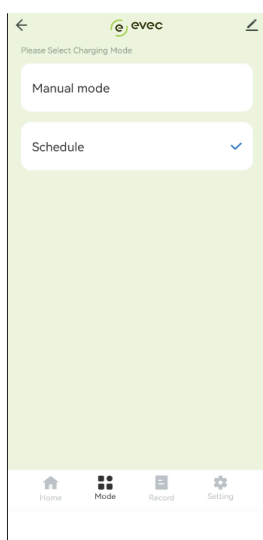 evec
Please Select Charging Mode
Manual mode
Schedule
Home Mode Record Setting